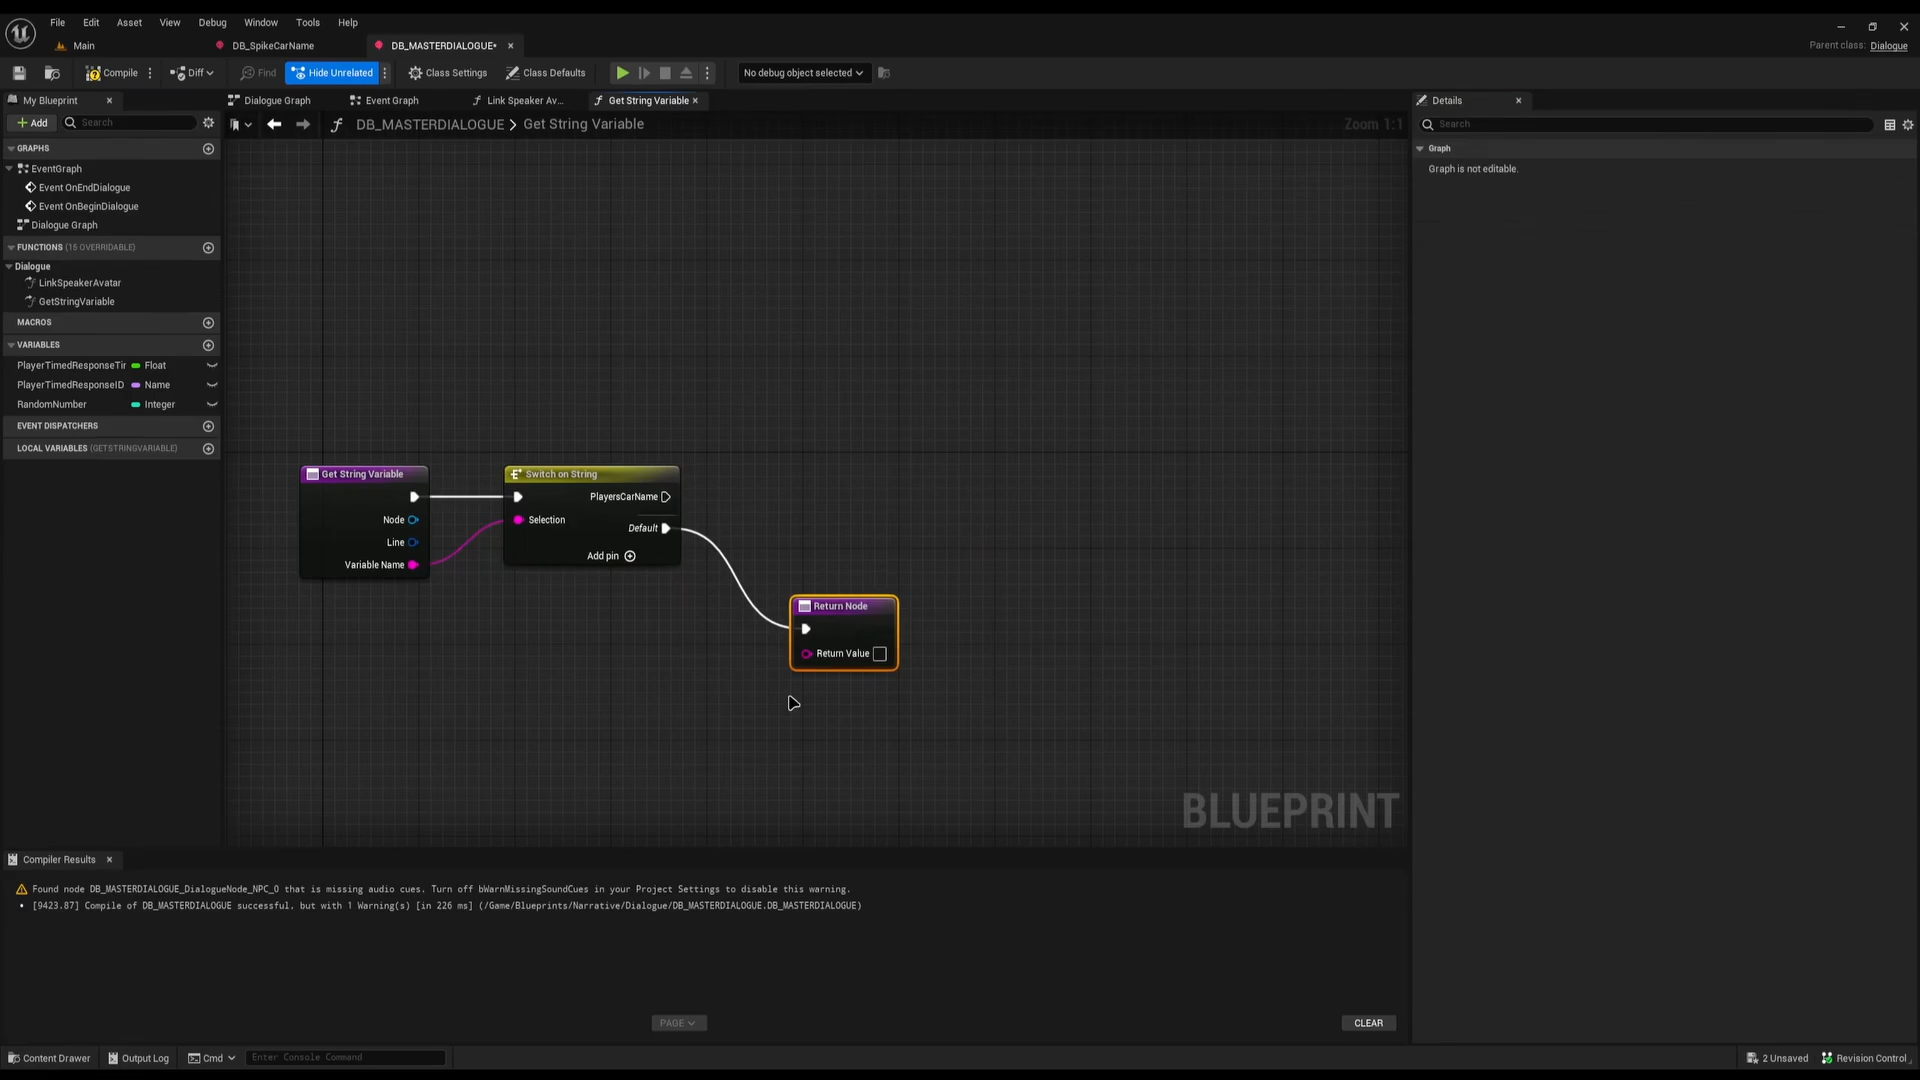 File Edit Asset View Debug Window Tools Help
Main DB_SpikeCarName DB_MASTERDIALOGUE•
Parent class: Dialogue
Compile Diff Find Hide Unrelated Class Settings Class Defaults No debug object selected
My Blueprint
Dialogue Graph Event Graph Link Speaker Av... Get String Variable
Details
Add Search
DB_MASTERDIALOGUE > Get String Variable
Zoom 1:1
Search
GRAPHS
Graph
EventGraph
Graph is not editable.
Event OnEndDialogue
Event OnBeginDialogue
Dialogue Graph
FUNCTIONS (15 OVERRIDABLE)
Dialogue
LinkSpeakerAvatar
GetStringVariable
MACROS
VARIABLES
PlayerTimedResponseTir Float
PlayerTimedResponseID Name
RandomNumber Integer
EVENT DISPATCHERS
LOCAL VARIABLES (GETSTRINGVARIABLE)
Get String Variable
Node
Line
Variable Name
Switch on String
PlayersCarName
Selection
Default
Add pin
Return Node
Return Value
BLUEPRINT
Compiler Results
Found node DB_MASTERDIALOGUE_DialogueNode_NPC_0 that is missing audio cues. Turn off bWarnMissingSoundCues in your Project Settings to disable this warning.
• [9423.87] Compile of DB_MASTERDIALOGUE successful, but with 1 Warning(s) [in 226 ms] (/Game/Blueprints/Narrative/Dialogue/DB_MASTERDIALOGUE.DB_MASTERDIALOGUE)
PAGE
CLEAR
Content Drawer Output Log Cmd Enter Console Command
2 Unsaved Revision Control